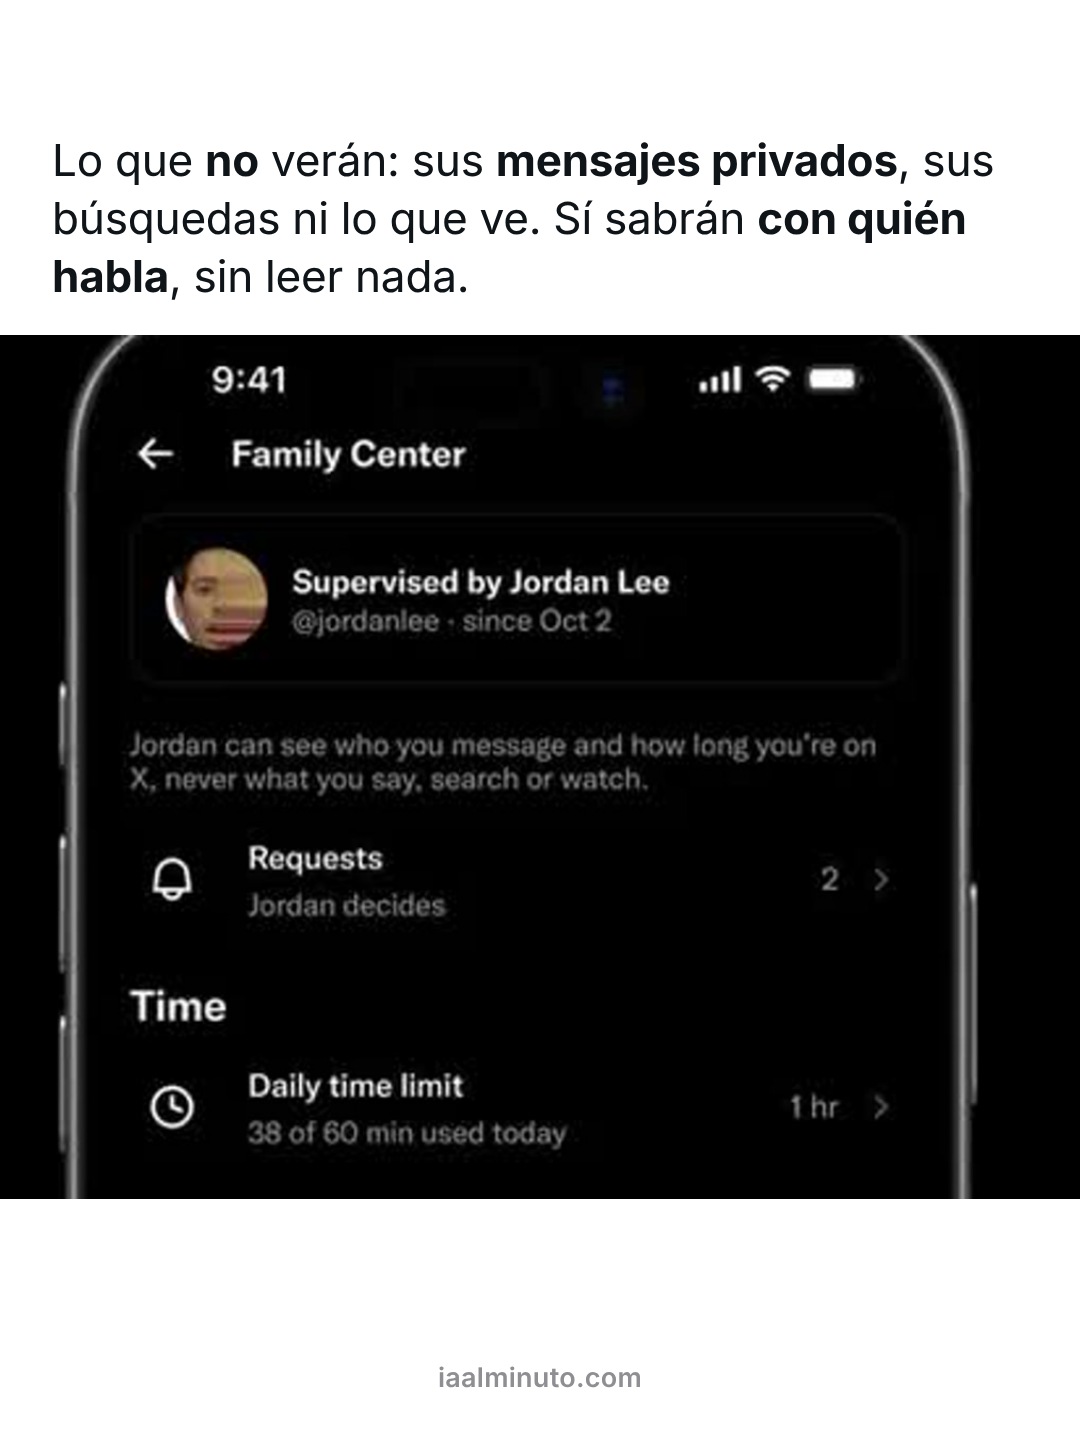 Lo que no verán: sus mensajes privados, sus
búsquedas ni lo que ve. Sí sabrán con quién
habla, sin leer nada.
9:41
Family Center
Supervised by Jordan Lee
@jordanlee · since Oct 2
Jordan can see who you message and how long you're on
X, never what you say, search or watch.
Requests
Jordan decides
2
Time
Daily time limit
38 of 60 min used today
1 hr
iaalminuto.com